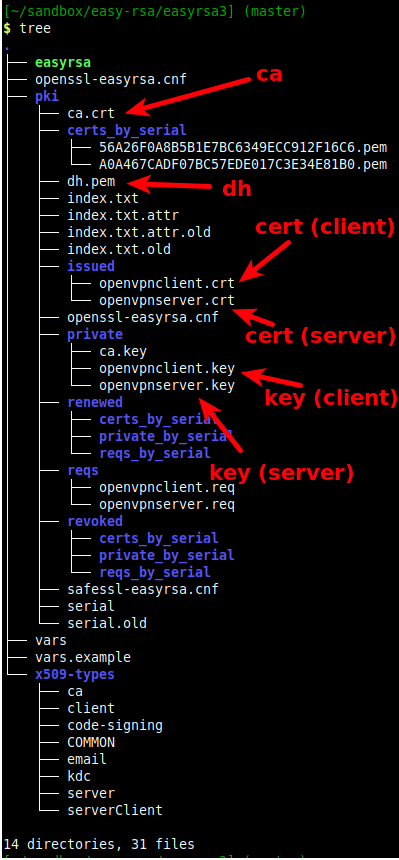 [~/sandbox/easy-rsa/easyrsa3] (master)
$ tree
.
├── easyrsa
├── openssl-easyrsa.cnf
├── pki
│   ├── ca.crt
ca
│   ├── certs_by_serial
│   │   ├── 56A26F0A8B5B1E7BC6349ECC912F16C6.pem
│   │   └── A0A467CADF07BC57EDE017C3E34E81B0.pem
│   ├── dh.pem
dh
│   ├── index.txt
│   ├── index.txt.attr
│   ├── index.txt.attr.old
│   ├── index.txt.old
cert (client)
│   ├── issued
│   │   ├── openvpnclient.crt
│   │   └── openvpnserver.crt
│   ├── openssl-easyrsa.cnf
cert (server)
│   ├── private
│   │   ├── ca.key
│   │   ├── openvpnclient.key
│   │   └── openvpnserver.key
key (client)
│   ├── renewed
│   │   ├── certs_by_serial
│   │   ├── private_by_serial
│   │   └── reqs_by_serial
key (server)
│   ├── reqs
│   │   ├── openvpnclient.req
│   │   └── openvpnserver.req
│   ├── revoked
│   │   ├── certs_by_serial
│   │   ├── private_by_serial
│   │   └── reqs_by_serial
│   ├── safessl-easyrsa.cnf
│   ├── serial
│   └── serial.old
├── vars
├── vars.example
└── x509-types
    ├── ca
    ├── client
    ├── code-signing
    ├── COMMON
    ├── email
    ├── kdc
    ├── server
    └── serverClient
14 directories, 31 files